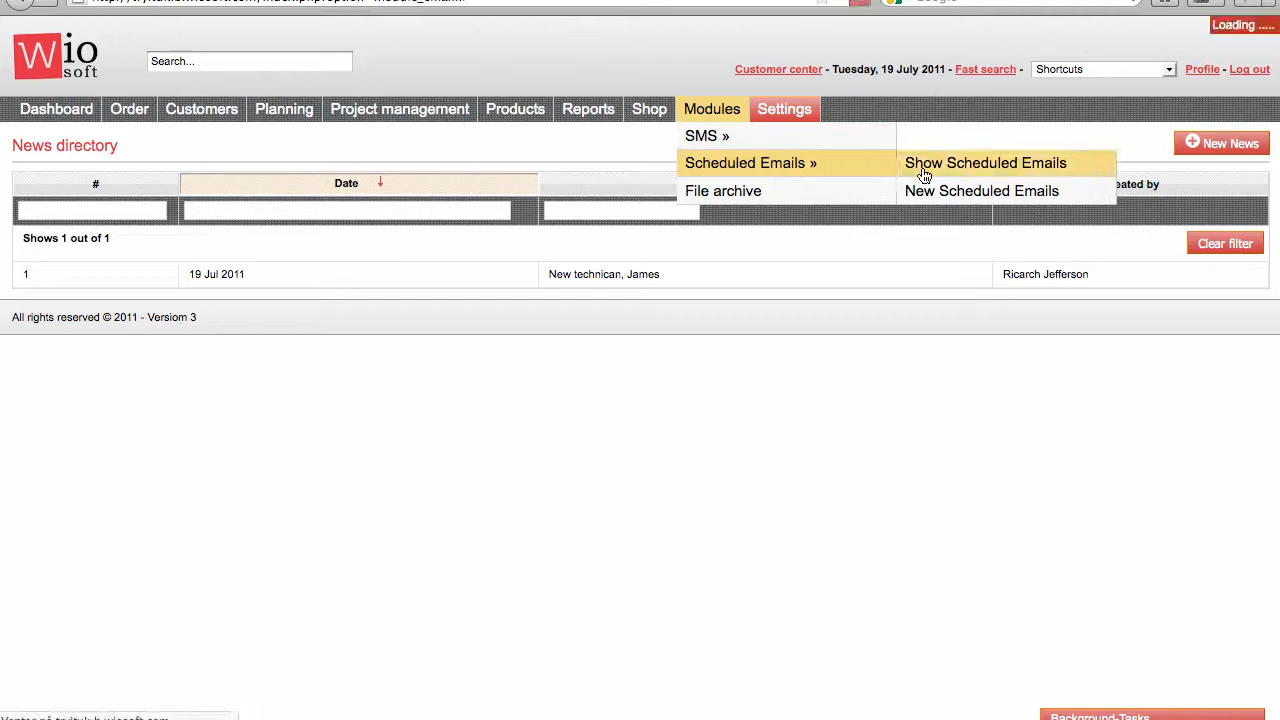 Loading .....
Wio
soft
Search...
Customer center - Tuesday, 19 July 2011 - Fast search - Shortcuts Profile - Log out
Dashboard Order Customers Planning Project management Products Reports Shop Modules Settings
SMS »
News directory
New News
Scheduled Emails » Show Scheduled Emails
# Date ated by
File archive New Scheduled Emails
Shows 1 out of 1
Clear filter
1 19 Jul 2011 New technican, James Ricarch Jefferson
All rights reserved © 2011 - Versiom 3
Background-Tasks